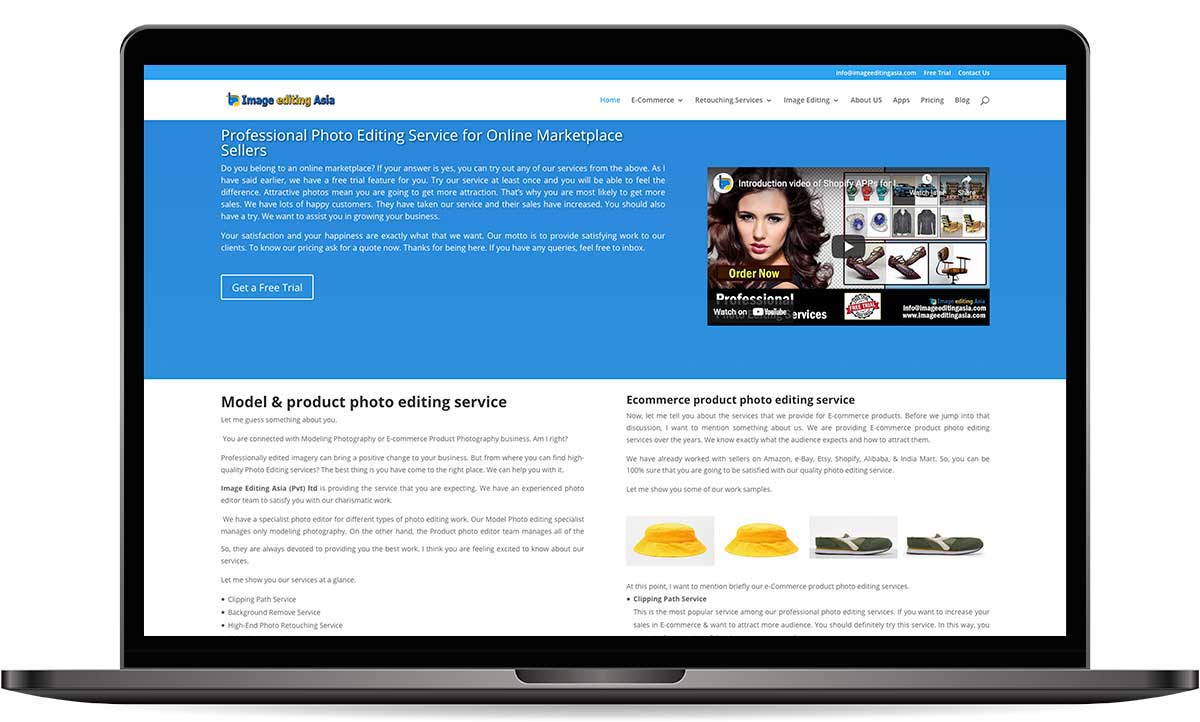 info@imageeditingasia.com Free Trial Contact Us
Image editing Asia
Home E-Commerce Retouching Services Image Editing About US Apps Pricing Blog
Professional Photo Editing Service for Online Marketplace
Sellers
Do you belong to an online marketplace? If your answer is yes, you can try out any of our services from the above. As I
have said earlier, we have a free trial feature for you. Try our service at least once and you will be able to feel the
difference. Attractive photos mean you are going to get more attraction. That's why you are most likely to get more
sales. We have lots of happy customers. They have taken our service and their sales have increased. You should also
have a try. We want to assist you in growing your business.
Your satisfaction and your happiness are exactly what that we want. Our motto is to provide satisfying work to our
clients. To know our pricing ask for a quote now. Thanks for being here. If you have any queries, feel free to inbox.
Get a Free Trial
Introduction video of Shopify APPs for I
Watch later Share
Order Now
Professional
Photo Editing Services
Watch on YouTube
FREE TRIAL
Image editing Asia
info@imageeditingasia.com
www.imageeditingasia.com
Model & product photo editing service
Let me guess something about you.
You are connected with Modeling Photography or E-commerce Product Photography business. Am I right?
Professionally edited imagery can bring a positive change to your business. But from where you can find high-
quality Photo Editing services? The best thing is you have come to the right place. We can help you with it.
Image Editing Asia (Pvt) ltd is providing the service that you are expecting. We have an experienced photo
editor team to satisfy you with our charismatic work.
We have a specialist photo editor for different types of photo editing work. Our Model Photo editing specialist
manages only modeling photography. On the other hand, the Product photo editor team manages all of the
So, they are always devoted to providing you the best work. I think you are feeling excited to know about our
services.
Let me show you our services at a glance.
• Clipping Path Service
• Background Remove Service
• High-End Photo Retouching Service
Ecommerce product photo editing service
Now, let me tell you about the services that we provide for E-commerce products. Before we jump into that
discussion, I want to mention something about us. We are providing E-commerce product photo editing
services over the years. We know exactly what the audience expects and how to attract them.
We have already worked with sellers on Amazon, e-Bay, Etsy, Shopify, Alibaba, & India Mart. So, you can be
100% sure that you are going to be satisfied with our quality photo editing service.
Let me show you some of our work samples.
At this point, I want to mention briefly our e-Commerce product photo editing services.
• Clipping Path Service
This is the most popular service among our professional photo editing services. If you want to increase your
sales in E-commerce & want to attract more audience. You should definitely try this service. In this way, you